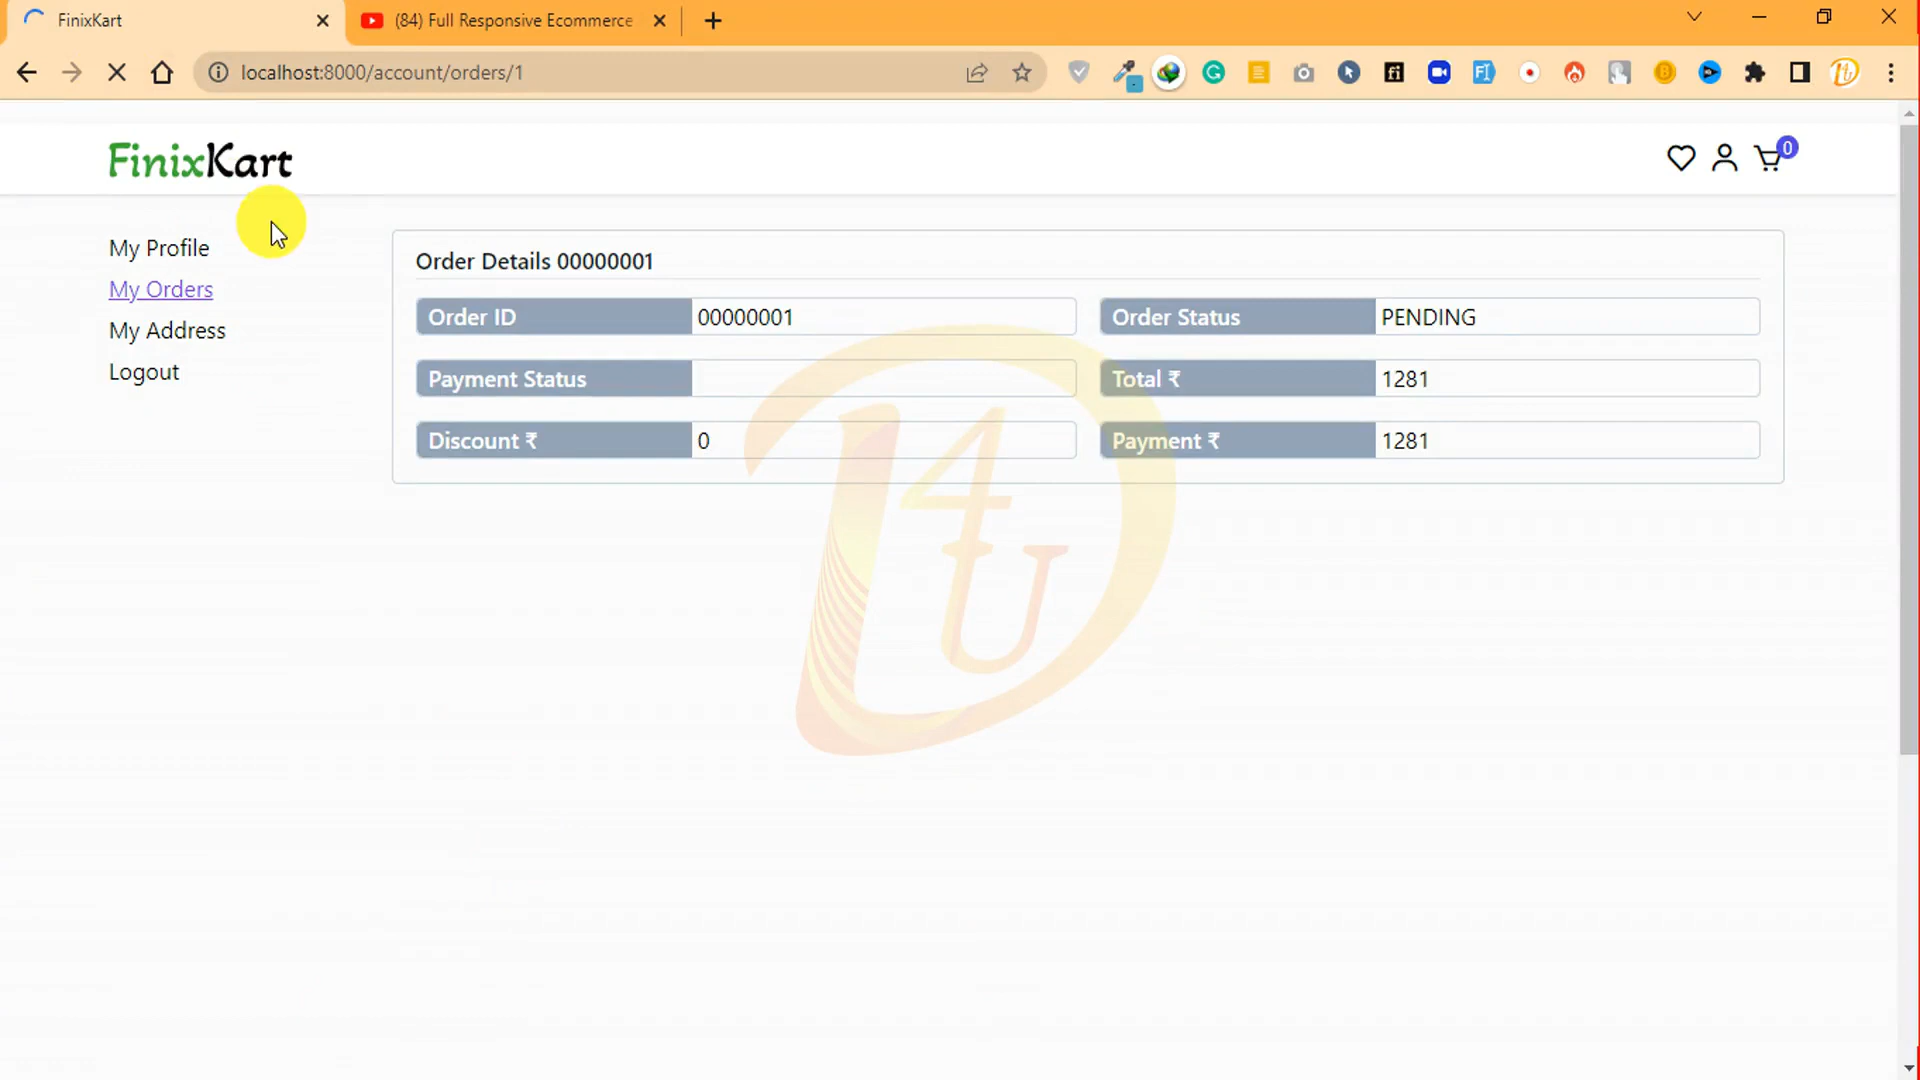 FinixKart
(84) Full Responsive Ecommerce
localhost:8000/account/orders/1
FinixKart
0
My Profile
My Orders
My Address
Logout
Order Details 00000001
Order ID 00000001
Order Status PENDING
Payment Status
Total ₹ 1281
Discount ₹ 0
Payment ₹ 1281
D4U